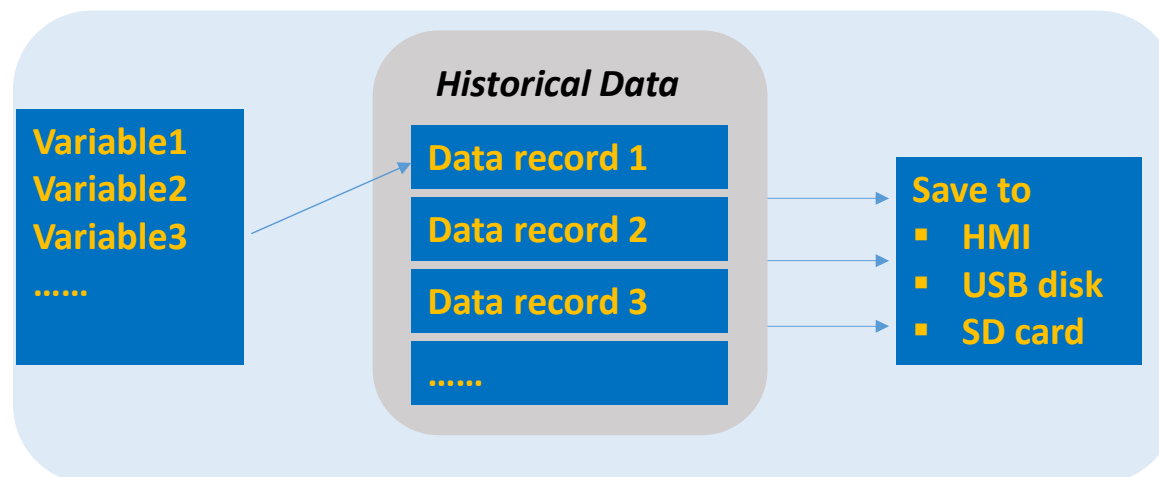 Historical Data
Variable1
Variable2
Variable3
......
Data record 1
Data record 2
Data record 3
......
Save to
▪ HMI
▪ USB disk
▪ SD card